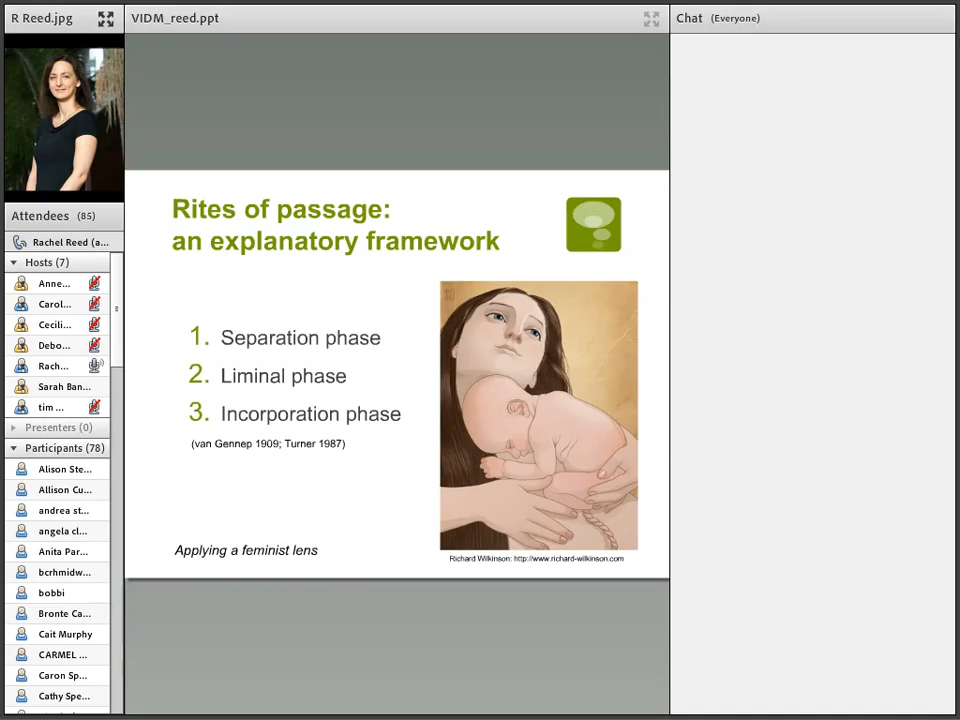 R Reed.jpg
VIDM_reed.ppt
Chat (Everyone)
Attendees (85)
Rachel Reed (a...
Hosts (7)
Anne...
Carol...
Cecili...
Debo...
Rach...
Sarah Ban...
tim ...
Presenters (0)
Participants (78)
Alison Ste...
Allison Cu...
andrea st...
angela cl...
Anita Par...
bcrhmidw...
bobbi
Bronte Ca...
Cait Murphy
CARMEL ...
Caron Sp...
Cathy Spe...
Rites of passage:
an explanatory framework
1. Separation phase
2. Liminal phase
3. Incorporation phase
(van Gennep 1909; Turner 1987)
Applying a feminist lens
Richard Wilkinson: http://www.richard-wilkinson.com